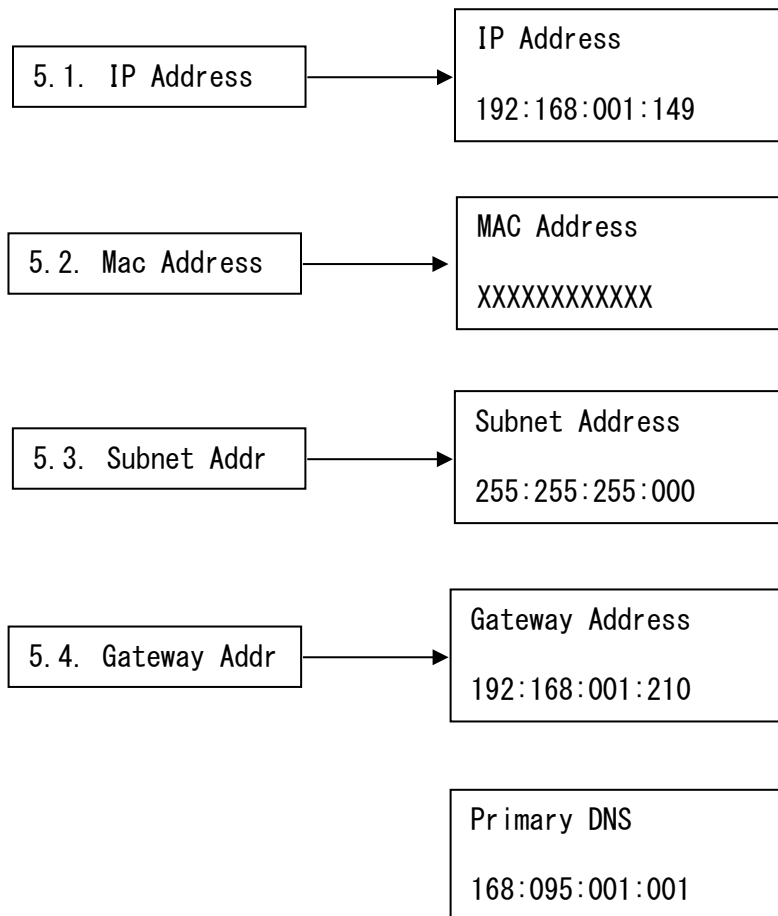 5.1. IP Address
IP Address
192:168:001:149
5.2. Mac Address
MAC Address
XXXXXXXXXXXX
5.3. Subnet Addr
Subnet Address
255:255:255:000
5.4. Gateway Addr
Gateway Address
192:168:001:210
Primary DNS
168:095:001:001